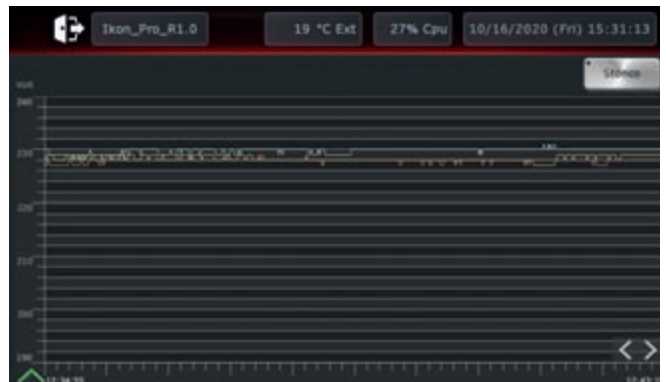 Ikon_Pro_R1.0
19 °C Ext
27% Cpu
10/16/2020 (Fri) 15:31:13
Volt
240
230
220
210
200
190